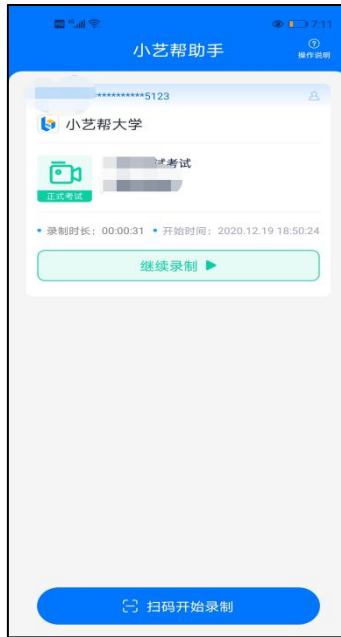 7:11
小艺帮助手
操作说明
**********5123
小艺帮大学
试考试
正式考试
• 录制时长：00:00:31 • 开始时间：2020.12.19 18:50:24
继续录制
扫码开始录制